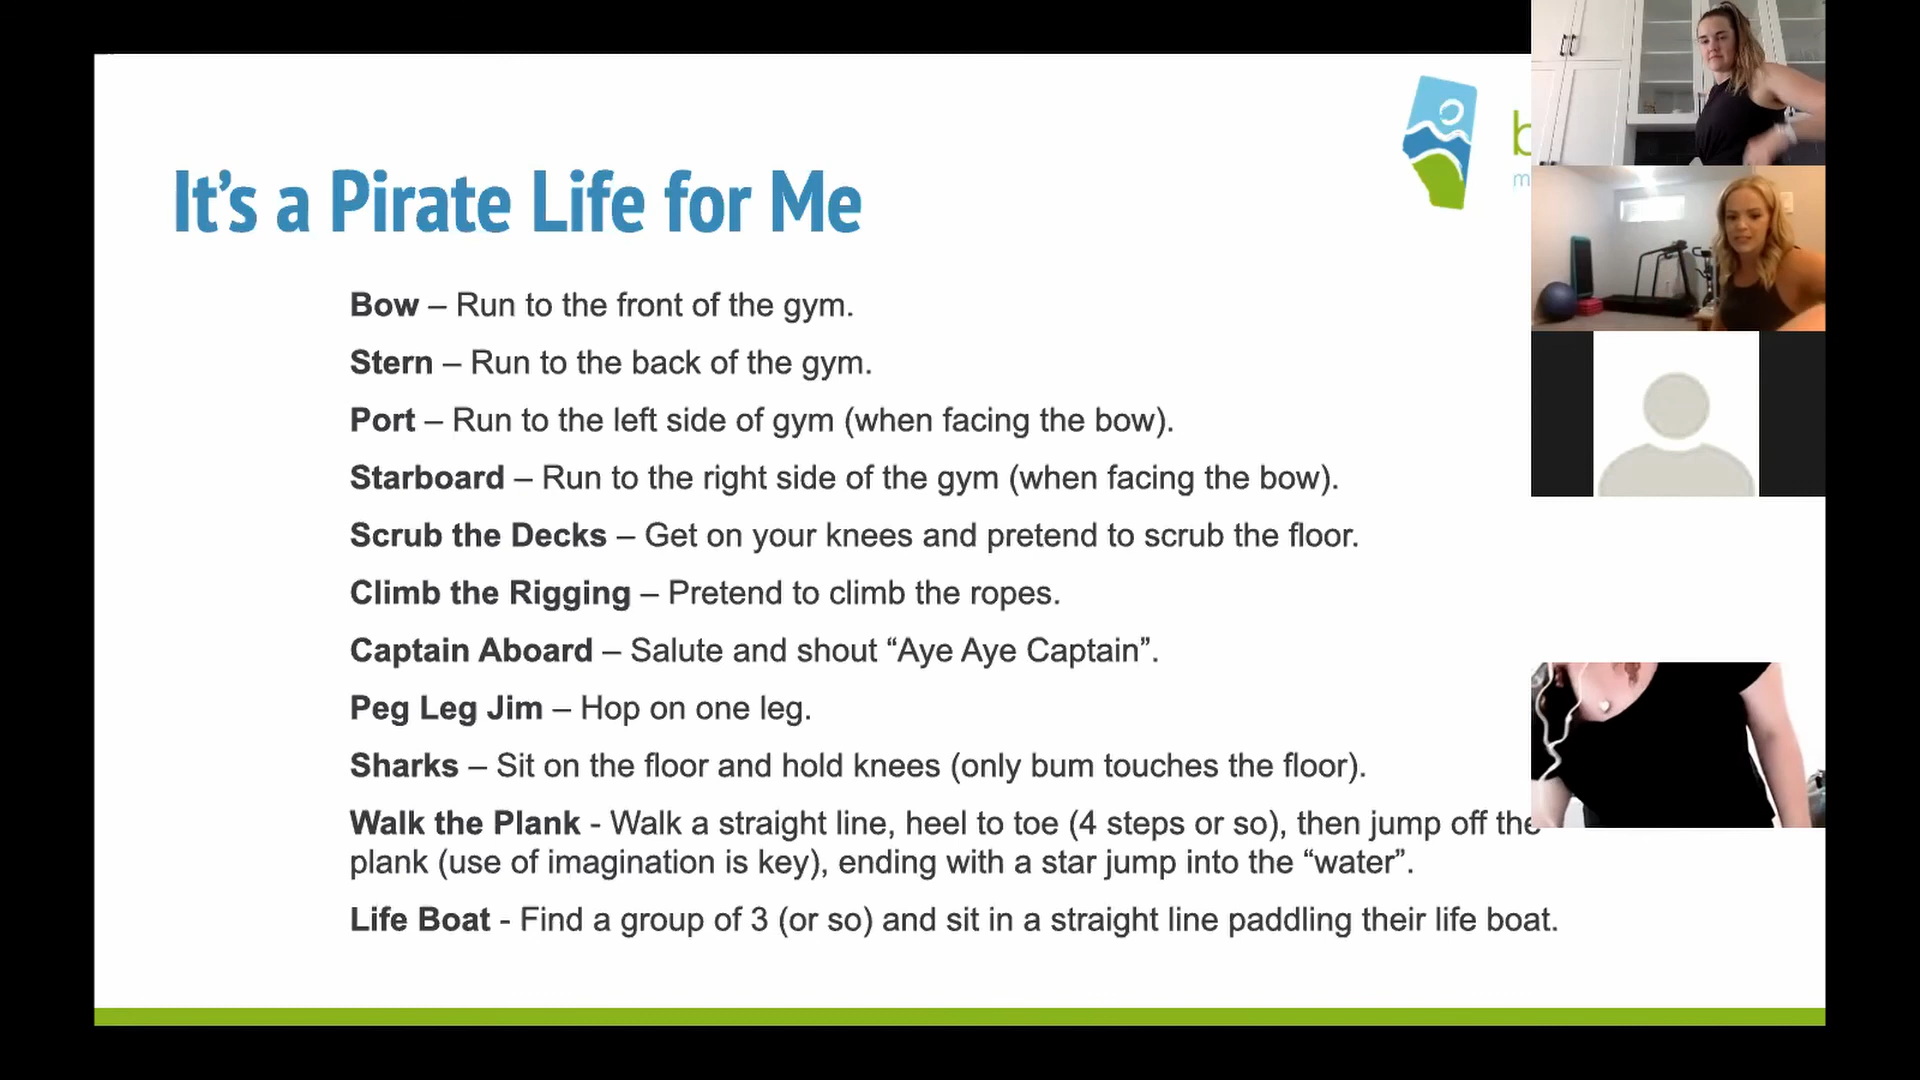 It’s a Pirate Life for Me
Bow – Run to the front of the gym.
Stern – Run to the back of the gym.
Port – Run to the left side of gym (when facing the bow).
Starboard – Run to the right side of the gym (when facing the bow).
Scrub the Decks – Get on your knees and pretend to scrub the floor.
Climb the Rigging – Pretend to climb the ropes.
Captain Aboard – Salute and shout “Aye Aye Captain”.
Peg Leg Jim – Hop on one leg.
Sharks – Sit on the floor and hold knees (only bum touches the floor).
Walk the Plank - Walk a straight line, heel to toe (4 steps or so), then jump off the
plank (use of imagination is key), ending with a star jump into the “water”.
Life Boat - Find a group of 3 (or so) and sit in a straight line paddling their life boat.